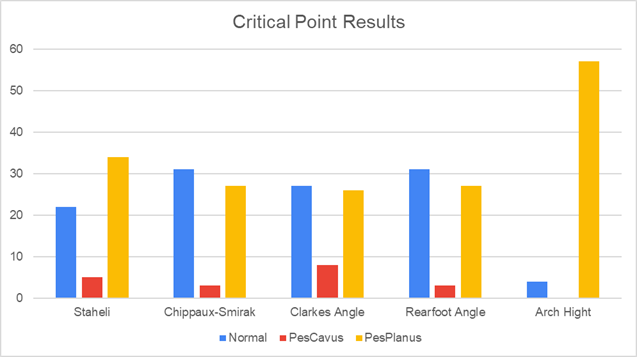 Critical Point Results
60
50
40
30
20
10
0
Staheli Chippaux-Smirak Clarkes Angle Rearfoot Angle Arch Hight
Normal PesCavus PesPlanus